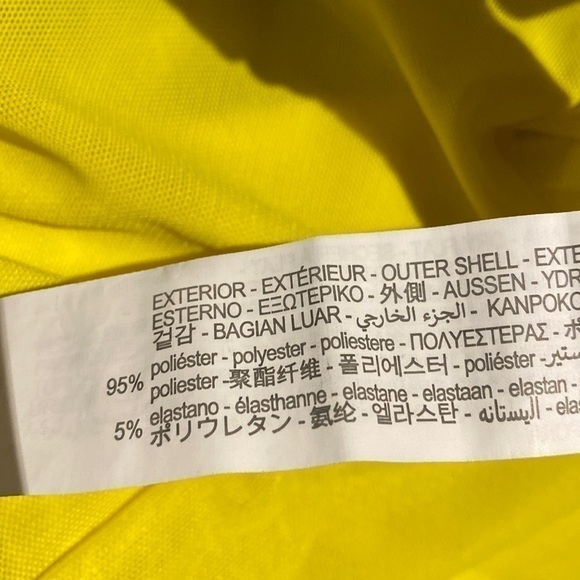 EXTERIOR - EXTÉRIEUR - OUTER SHELL - EXTE
ESTERNO - ΕΞΩΤΕΡΙΚΟ - 外側 - AUSSEN - YDR
겉감 - BAGIAN LUAR - الجزء الخارجي - KANPOKO
95% poliéster - polyester - poliestere - ΠΟΛΥΕΣΤΕΡΑΣ - ポ
poliester - 聚酯纤维 - 폴리에스터 - poliéster -
5% elastano - élasthanne - elastane - elastaan - elastan -
ポリウレタン - 氨纶 - 엘라스탄 - اليستانه - elas